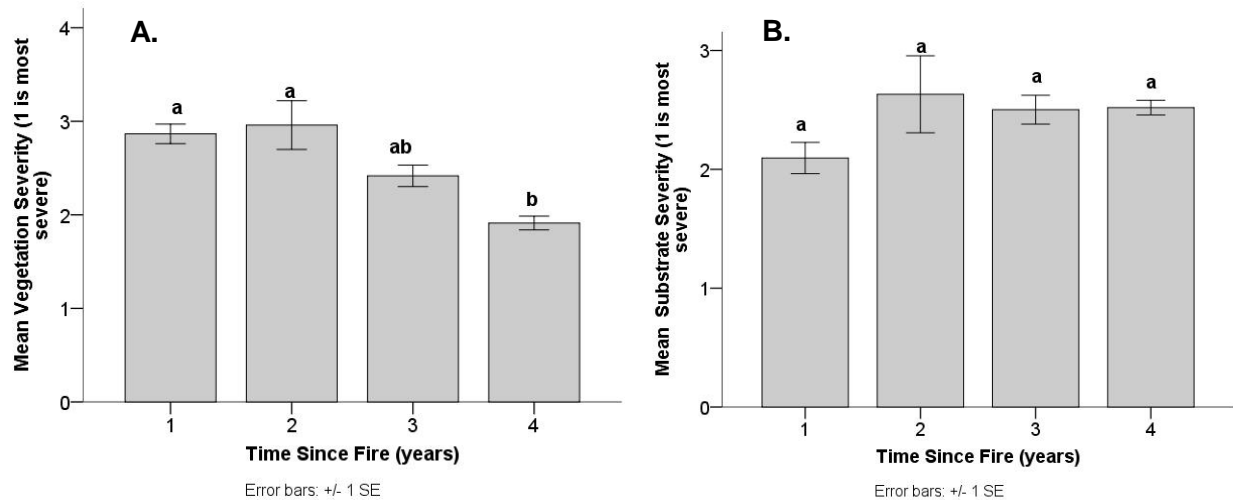 A.
Mean Vegetation Severity (1 is most
severe)
4
3
2
1
0
a
a
ab
b
1
2
3
4
Time Since Fire (years)
Error bars: +/- 1 SE
B.
Mean Substrate Severity (1 is most
severe)
3
2
1
0
a
a
a
a
1
2
3
4
Time Since Fire (years)
Error bars: +/- 1 SE